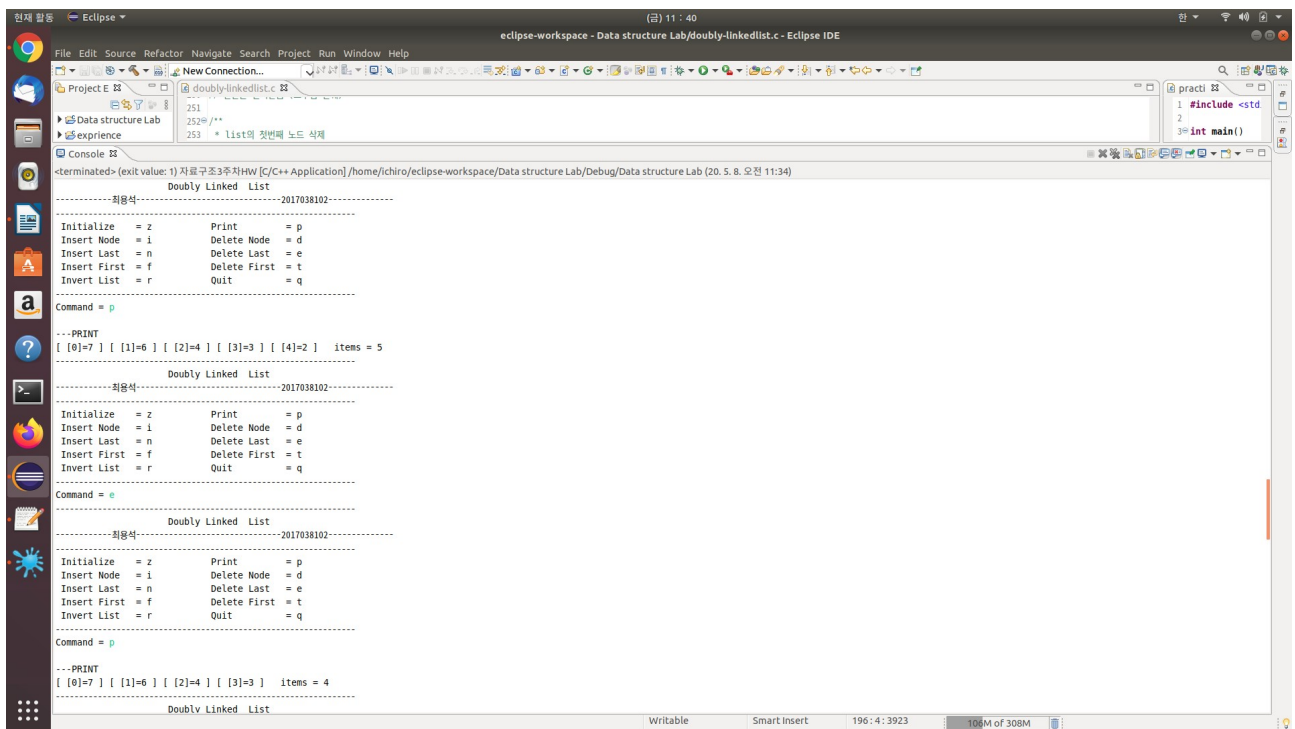 현재 활동 Eclipse (금) 11 : 40 한
eclipse-workspace - Data structure Lab/doubly-linkedlist.c - Eclipse IDE
File Edit Source Refactor Navigate Search Project Run Window Help
New Connection...
Project E doubly-linkedlist.c practi
251 1 #include <std
Data structure Lab 252 /** 2
exprience 253 * list의 첫번째 노드 삭제 3 int main()
Console
<terminated> (exit value: 1) 자료구조3주차HW [C/C++ Application] /home/ichiro/eclipse-workspace/Data structure Lab/Debug/Data structure Lab (20. 5. 8. 오전 11:34)
Doubly Linked List
------------최용석-------------------------------2017038102--------------
----------------------------------------------------------------
Initialize = z Print = p
Insert Node = i Delete Node = d
Insert Last = n Delete Last = e
Insert First = f Delete First = t
Invert List = r Quit = q
----------------------------------------------------------------
Command = p
---PRINT
[ [0]=7 ] [ [1]=6 ] [ [2]=4 ] [ [3]=3 ] [ [4]=2 ] items = 5
----------------------------------------------------------------
Doubly Linked List
------------최용석-------------------------------2017038102--------------
----------------------------------------------------------------
Initialize = z Print = p
Insert Node = i Delete Node = d
Insert Last = n Delete Last = e
Insert First = f Delete First = t
Invert List = r Quit = q
----------------------------------------------------------------
Command = e
----------------------------------------------------------------
Doubly Linked List
------------최용석-------------------------------2017038102--------------
----------------------------------------------------------------
Initialize = z Print = p
Insert Node = i Delete Node = d
Insert Last = n Delete Last = e
Insert First = f Delete First = t
Invert List = r Quit = q
----------------------------------------------------------------
Command = p
---PRINT
[ [0]=7 ] [ [1]=6 ] [ [2]=4 ] [ [3]=3 ] items = 4
----------------------------------------------------------------
Doubly Linked List
Writable Smart Insert 196 : 4 : 3923 106M of 308M